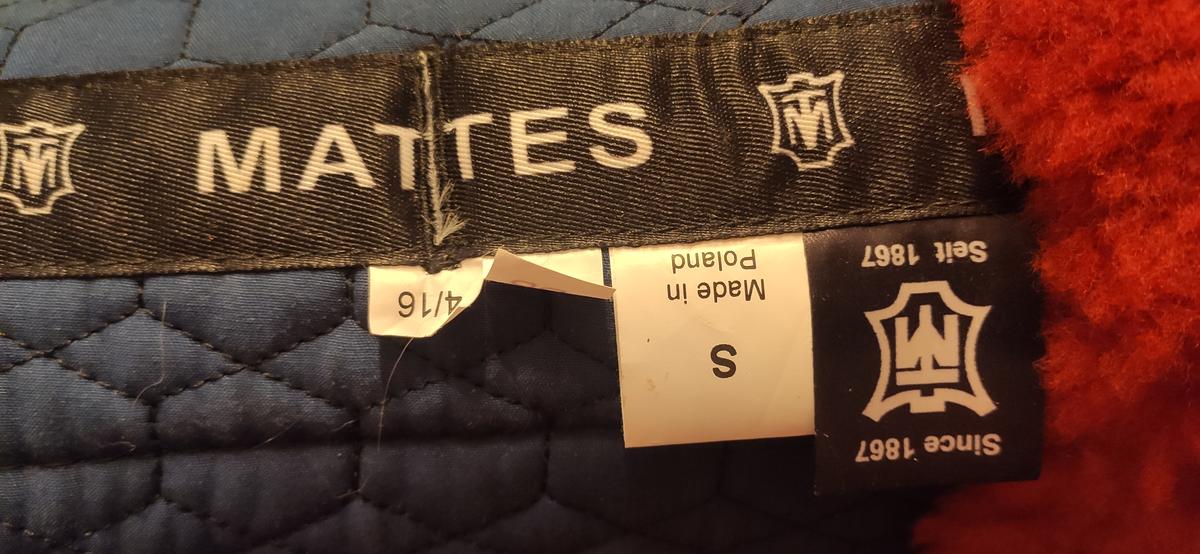 MATTES
4/16
Made in
Poland
S
Seit 1867
Since 1867